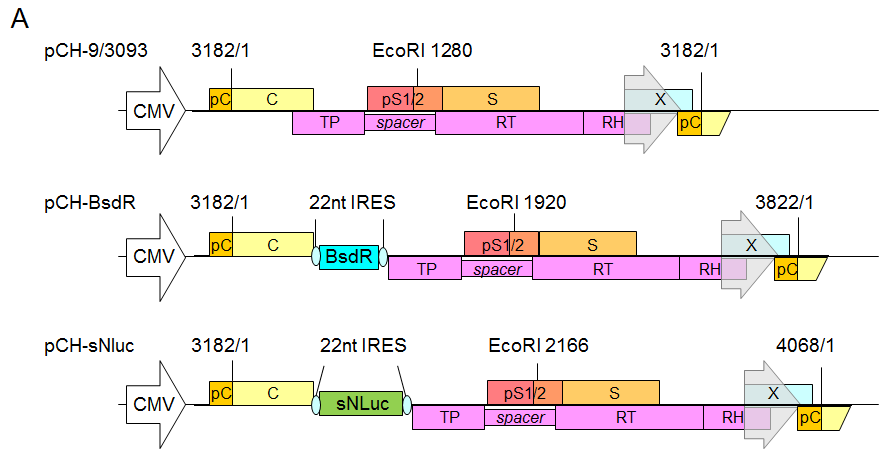 A
pCH-9/3093 3182/1 EcoRI 1280 3182/1
CMV pC C pS1/2 S X
TP spacer RT RH pC
pCH-BsdR 3182/1 22nt IRES EcoRI 1920 3822/1
CMV pC C BsdR pS1/2 S X
TP spacer RT RH pC
pCH-sNluc 3182/1 22nt IRES EcoRI 2166 4068/1
CMV pC C sNLuc pS1/2 S X
TP spacer RT RH pC